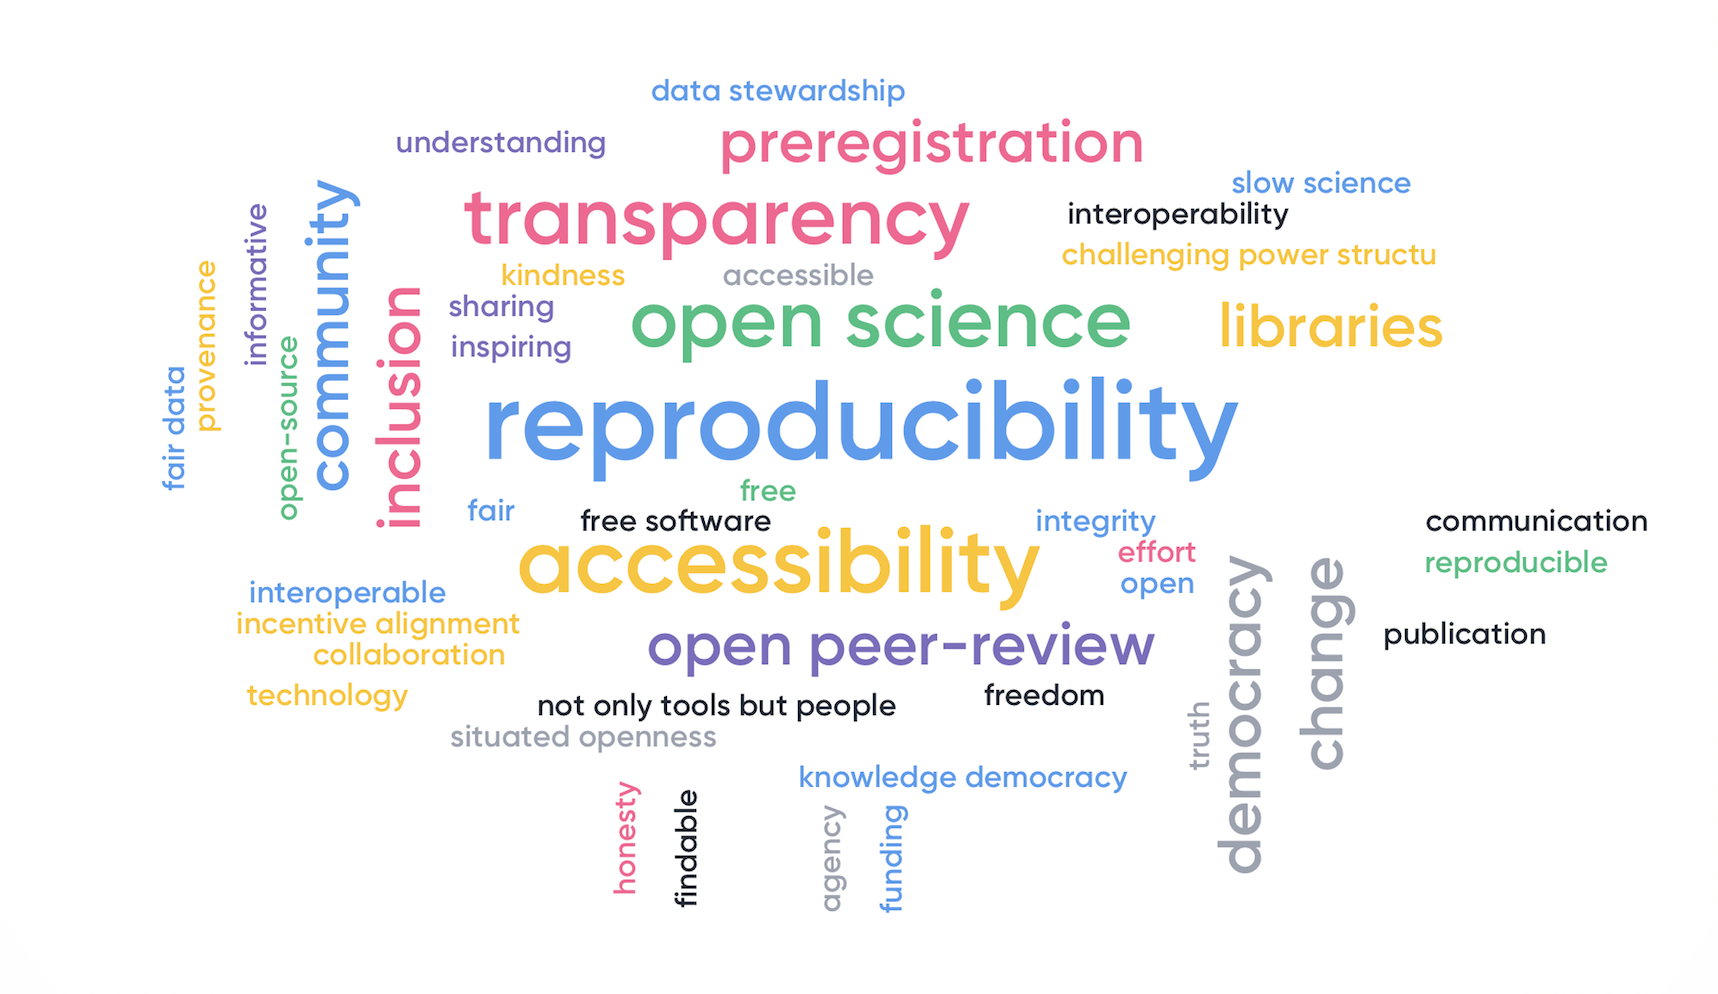 data stewardship
understanding
preregistration
slow science
transparency
interoperability
challenging power structu
kindness
accessible
sharing
open science
libraries
inspiring
community
informative
inclusion
provenance
open-source
fair data
reproducibility
free
fair
free software
integrity
communication
accessibility
effort
reproducible
open
interoperable
incentive alignment
collaboration
open peer-review
democracy
change
publication
technology
not only tools but people
freedom
truth
situated openness
knowledge democracy
honesty
findable
agency
funding